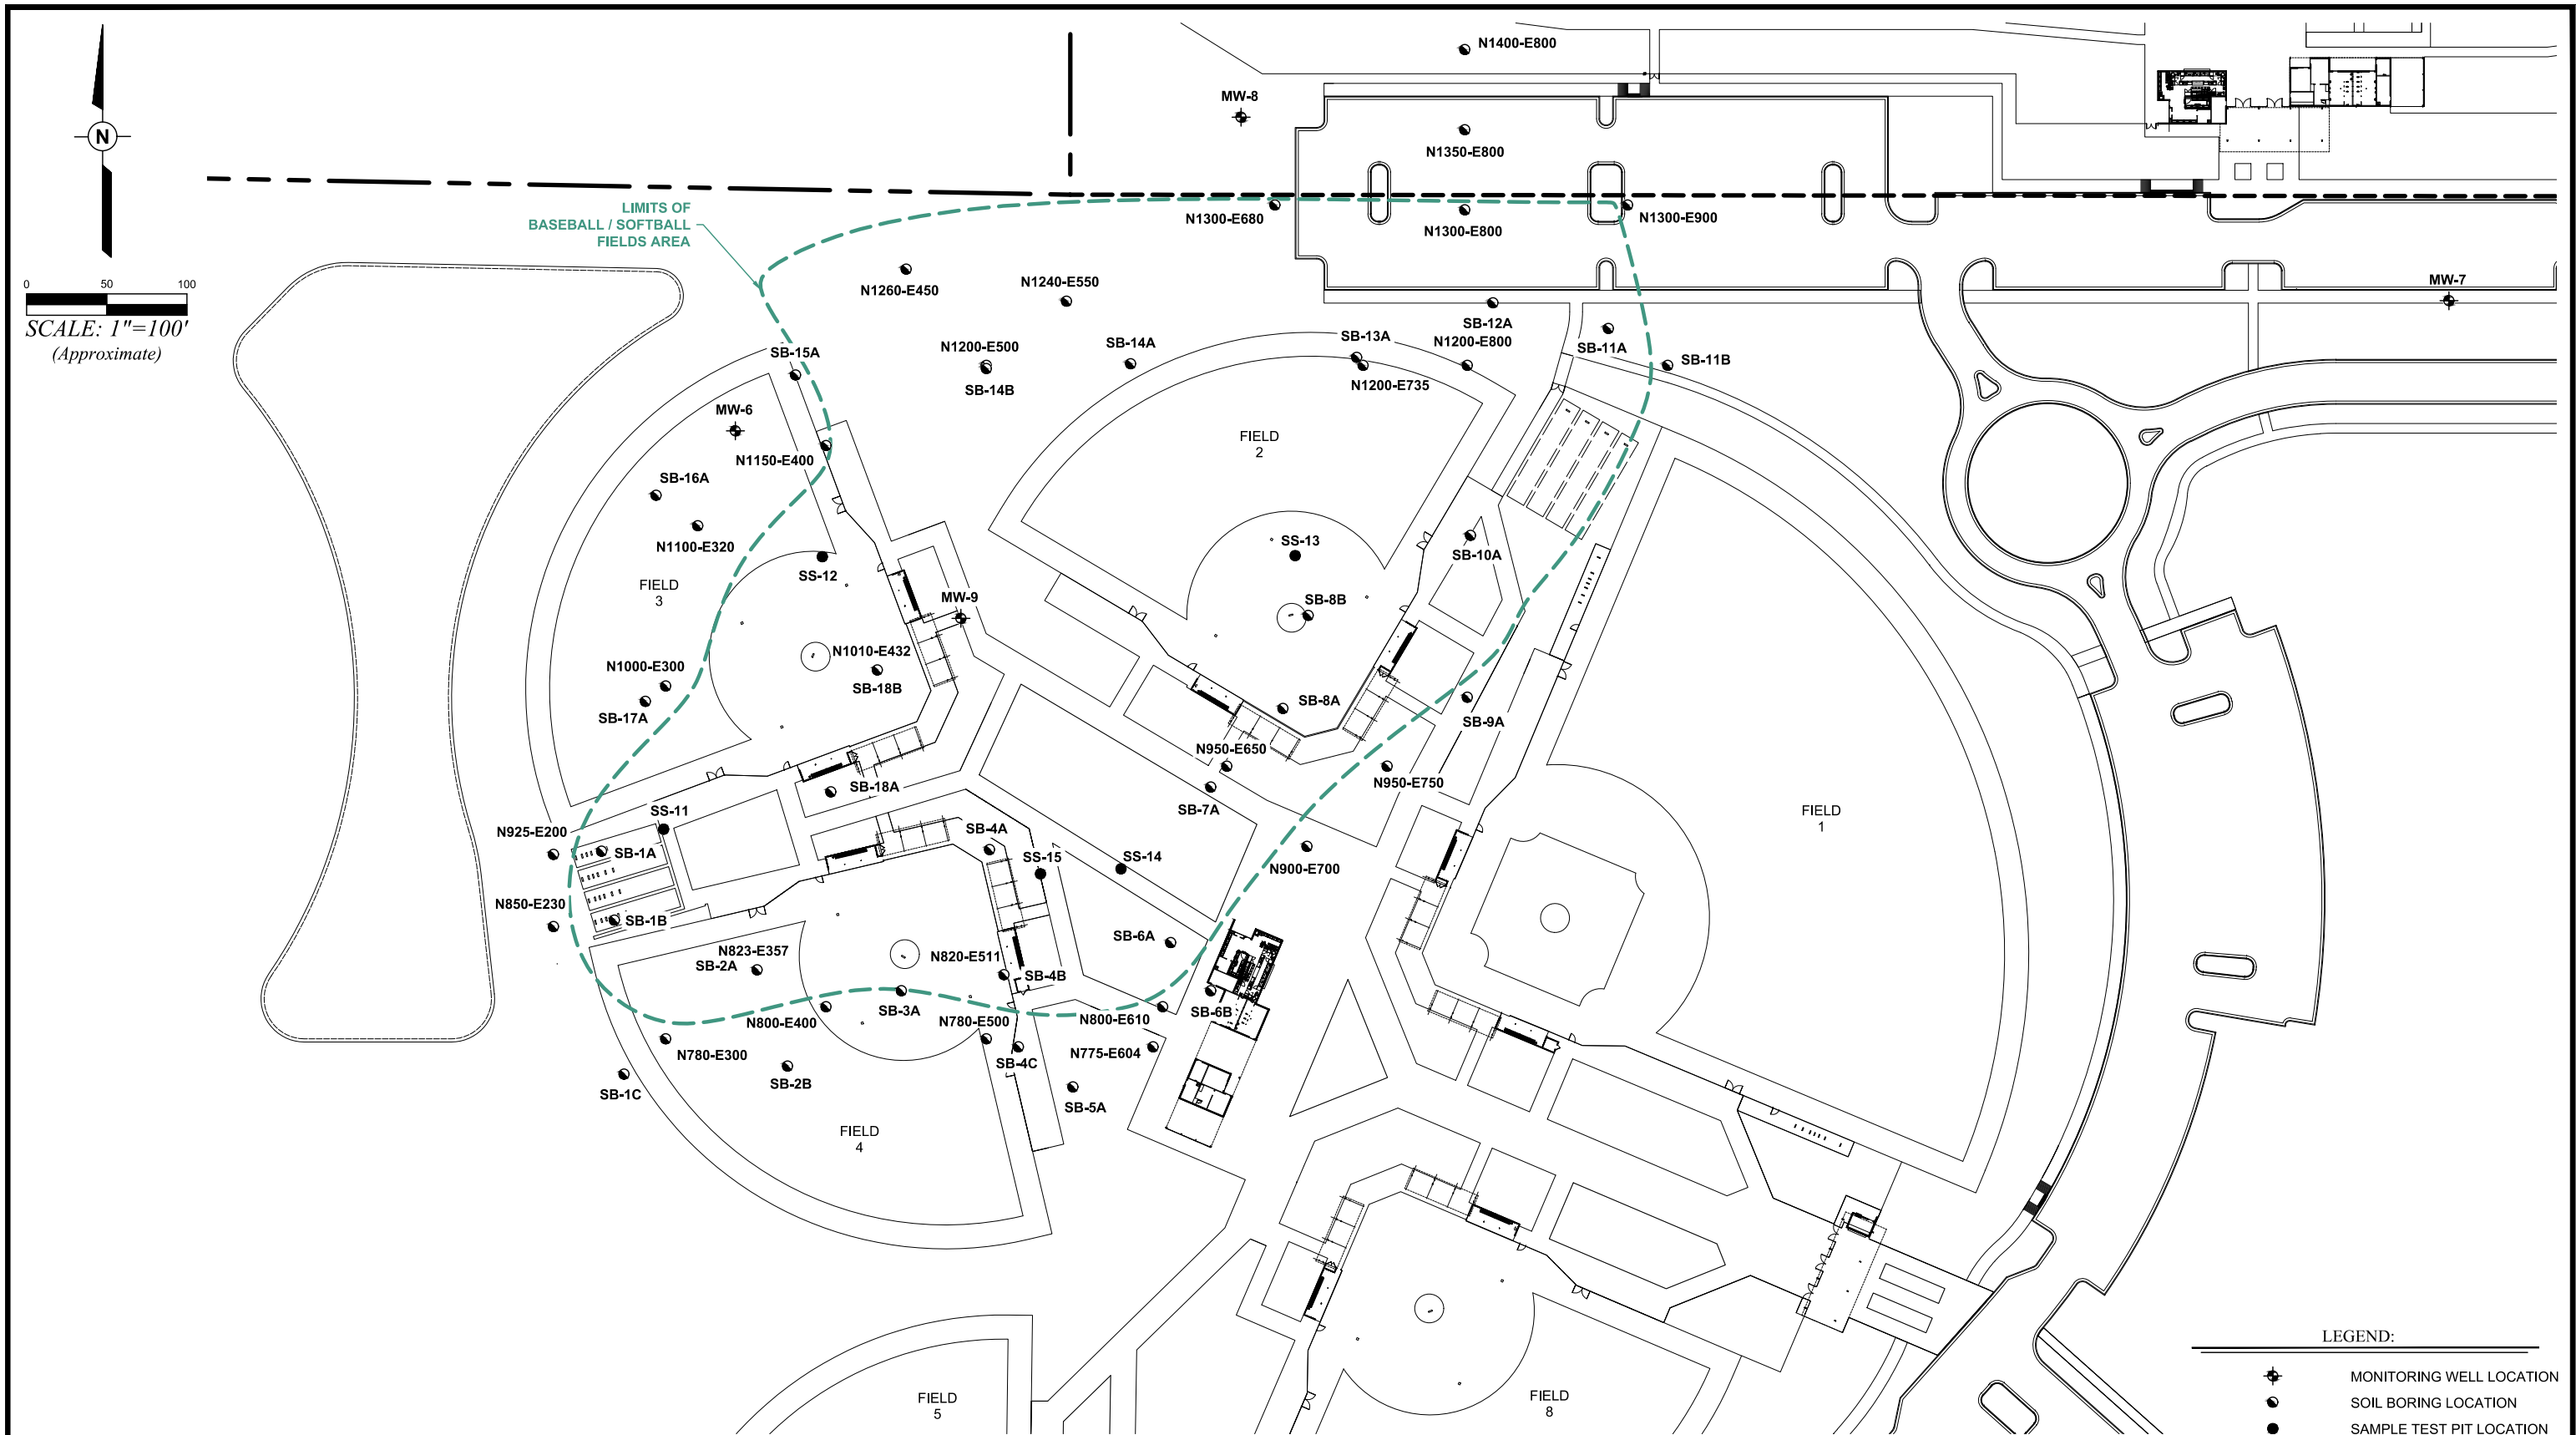 N1400-E800
MW-8
N
N1350-E800
LIMITS OF
BASEBALL / SOFTBALL
FIELDS AREA
N1300-E680
N1300-E800
N1300-E900
0 50 100
SCALE: 1"=100'
(Approximate)
N1260-E450
N1240-E550
MW-7
SB-12A
SB-15A
N1200-E500
SB-14A
SB-13A
N1200-E800
SB-11A
SB-11B
SB-14B
N1200-E735
MW-6
FIELD
2
N1150-E400
SB-16A
N1100-E320
SS-13
SB-10A
SS-12
FIELD
3
MW-9
SB-8B
N1010-E432
N1000-E300
SB-18B
SB-17A
SB-8A
SB-9A
N950-E650
N950-E750
SB-18A
SB-7A
SS-11
FIELD
1
N925-E200
SB-4A
SB-1A
SS-15
SS-14
N900-E700
N850-E230
SB-1B
SB-6A
N823-E357
SB-2A
N820-E511
SB-4B
SB-3A
SB-6B
N800-E400
N780-E500
N800-E610
N780-E300
SB-4C
N775-E604
SB-2B
SB-1C
SB-5A
FIELD
4
FIELD
5
FIELD
8
LEGEND:
MONITORING WELL LOCATION
SOIL BORING LOCATION
SAMPLE TEST PIT LOCATION